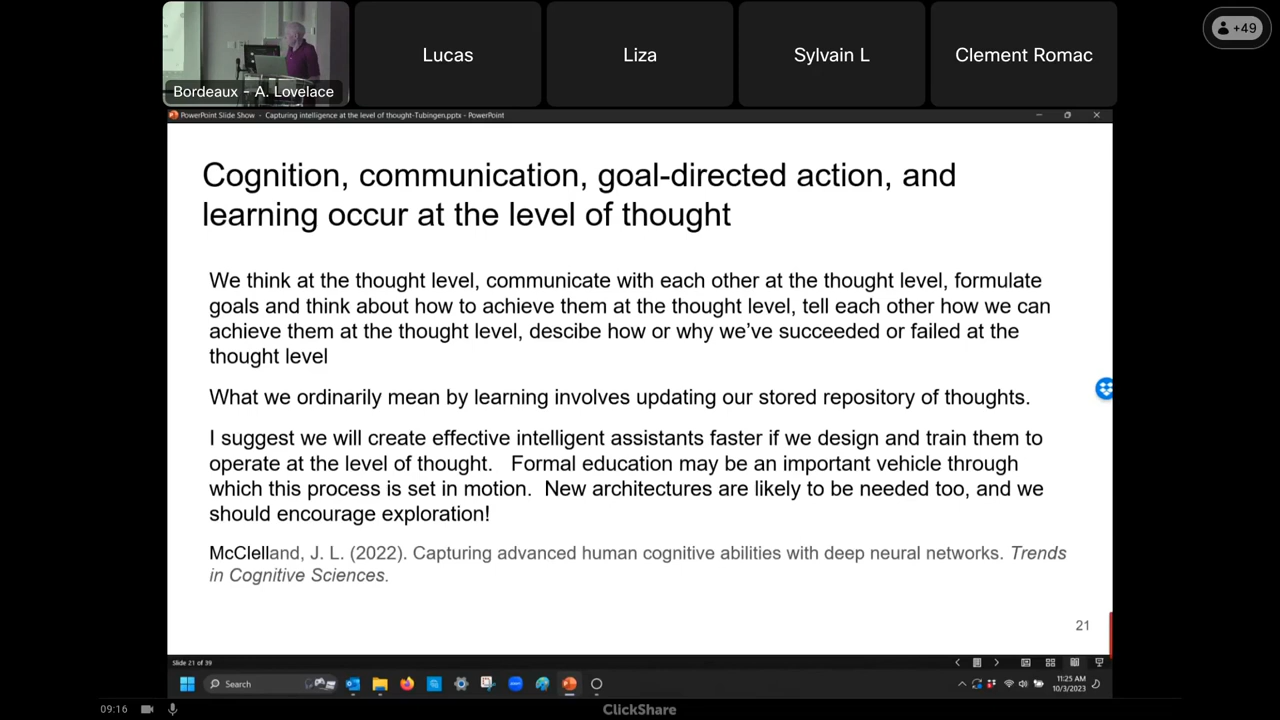 Lucas
Liza
Sylvain L
Clement Romac
+49
Bordeaux - A. Lovelace
PowerPoint Slide Show - Capturing intelligence at the level of thought-Tubingen.pptx - PowerPoint
Cognition, communication, goal-directed action, and
learning occur at the level of thought
We think at the thought level, communicate with each other at the thought level, formulate
goals and think about how to achieve them at the thought level, tell each other how we can
achieve them at the thought level, descibe how or why we've succeeded or failed at the
thought level
What we ordinarily mean by learning involves updating our stored repository of thoughts.
I suggest we will create effective intelligent assistants faster if we design and train them to
operate at the level of thought. Formal education may be an important vehicle through
which this process is set in motion. New architectures are likely to be needed too, and we
should encourage exploration!
McClelland, J. L. (2022). Capturing advanced human cognitive abilities with deep neural networks. Trends
in Cognitive Sciences.
21
Slide 21 of 39
Search
11:25 AM
10/3/2023
09:16
ClickShare